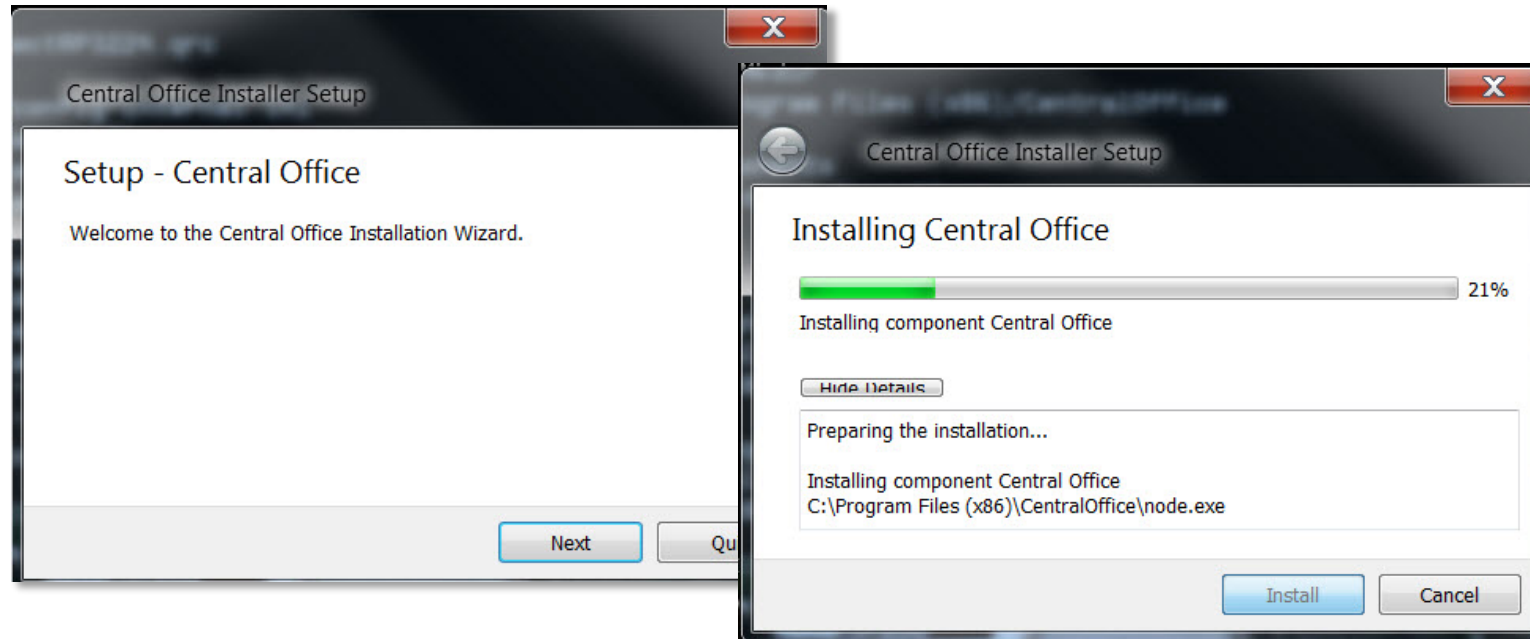 Central Office Installer Setup
Setup - Central Office
Welcome to the Central Office Installation Wizard.
Next
Central Office Installer Setup
Installing Central Office
21%
Installing component Central Office
Hide Details
Preparing the installation...
Installing component Central Office
C:\Program Files (x86)\CentralOffice\node.exe
Install Cancel